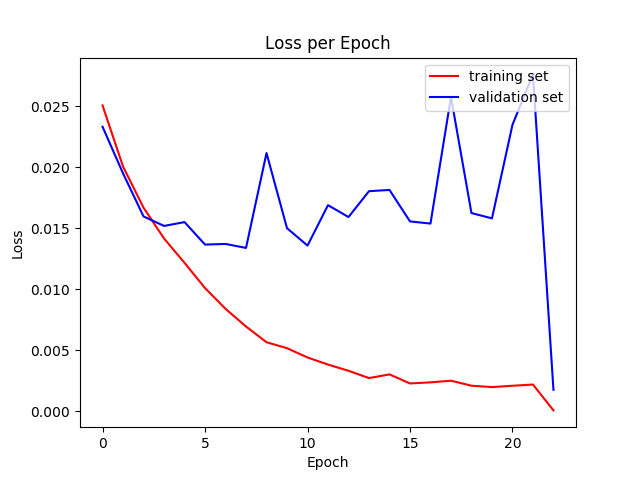 Loss per Epoch
training set
validation set
0.025
0.020
0.015
0.010
0.005
0.000
Loss
0
5
10
15
20
Epoch